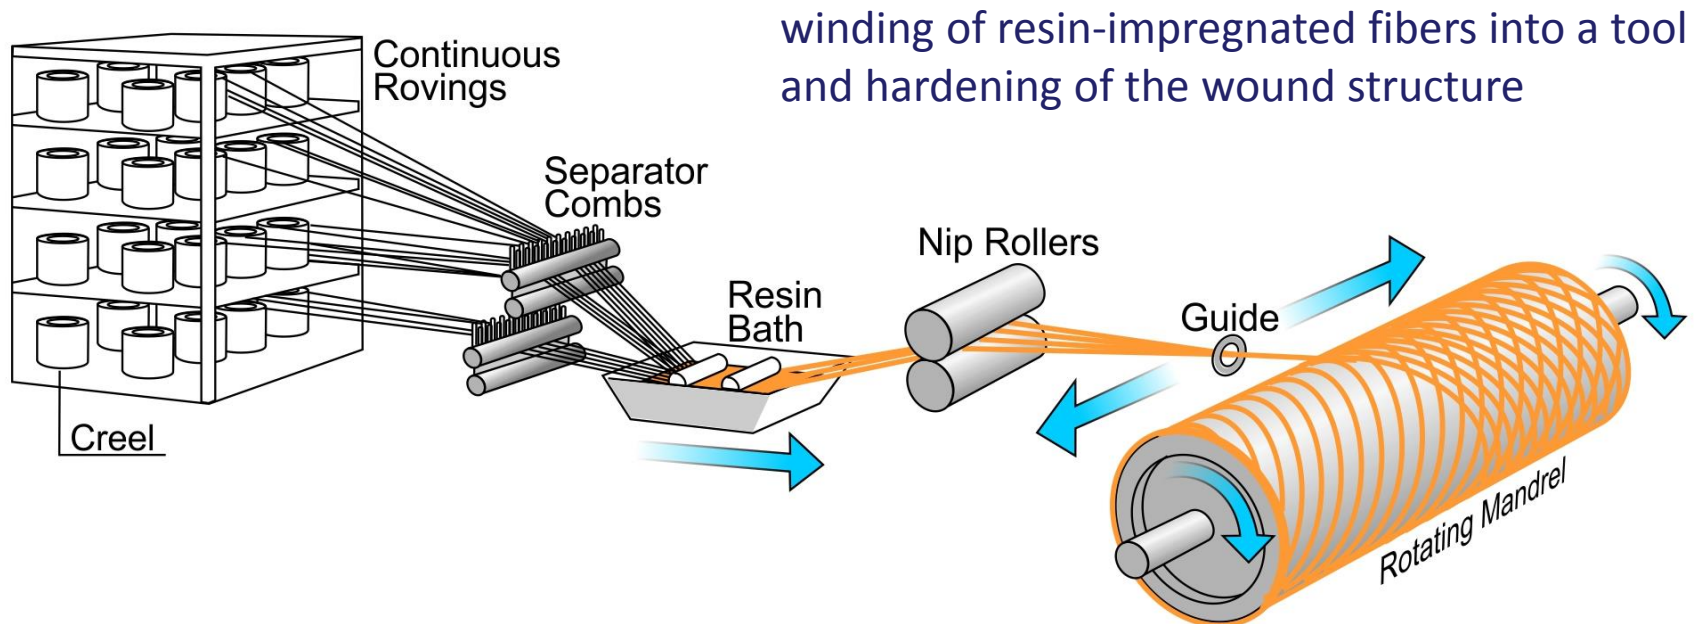 winding of resin-impregnated fibers into a tool
and hardening of the wound structure
Continuous
Rovings
Separator
Combs
Nip Rollers
Resin
Bath
Guide
Creel
Rotating Mandrel